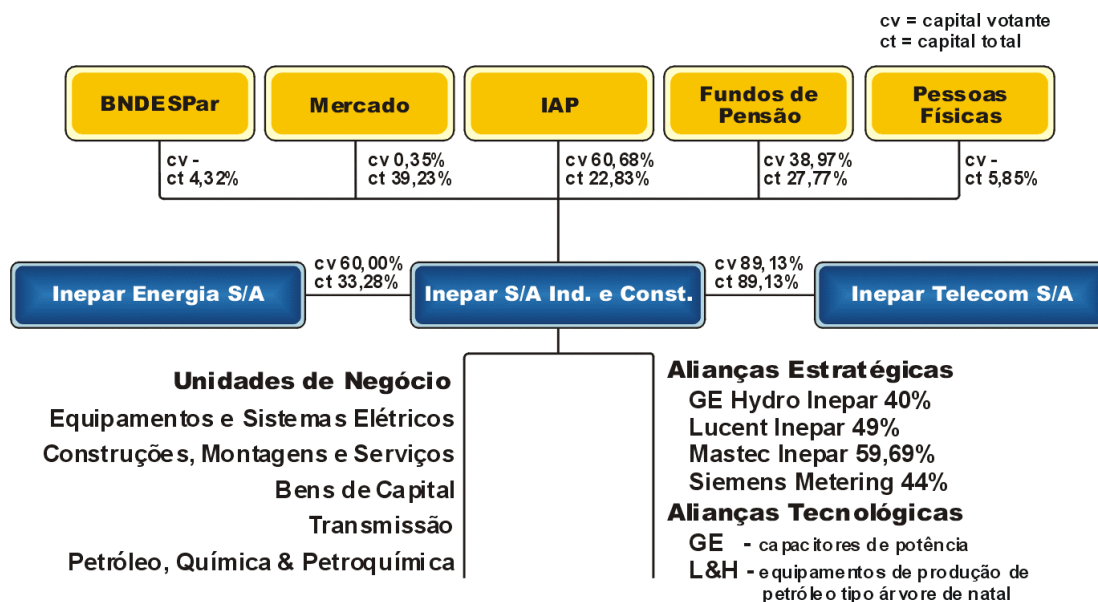 cv = capital votante
ct = capital total
BNDESPar
Mercado
IAP
Fundos de
Pensão
Pessoas
Físicas
cv -
ct 4,32%
cv 0,35%
ct 39,23%
cv 60,68%
ct 22,83%
cv 38,97%
ct 27,77%
cv -
ct 5,85%
Inepar Energia S/A
cv 60,00%
ct 33,28%
Inepar S/A Ind. e Const.
cv 89,13%
ct 89,13%
Inepar Telecom S/A
Unidades de Negócio
Equipamentos e Sistemas Elétricos
Construções, Montagens e Serviços
Bens de Capital
Transmissão
Petróleo, Química & Petroquímica
Alianças Estratégicas
GE Hydro Inepar 40%
Lucent Inepar 49%
Mastec Inepar 59,69%
Siemens Metering 44%
Alianças Tecnológicas
GE - capacitores de potência
L&H - equipamentos de produção de
petróleo tipo árvore de natal